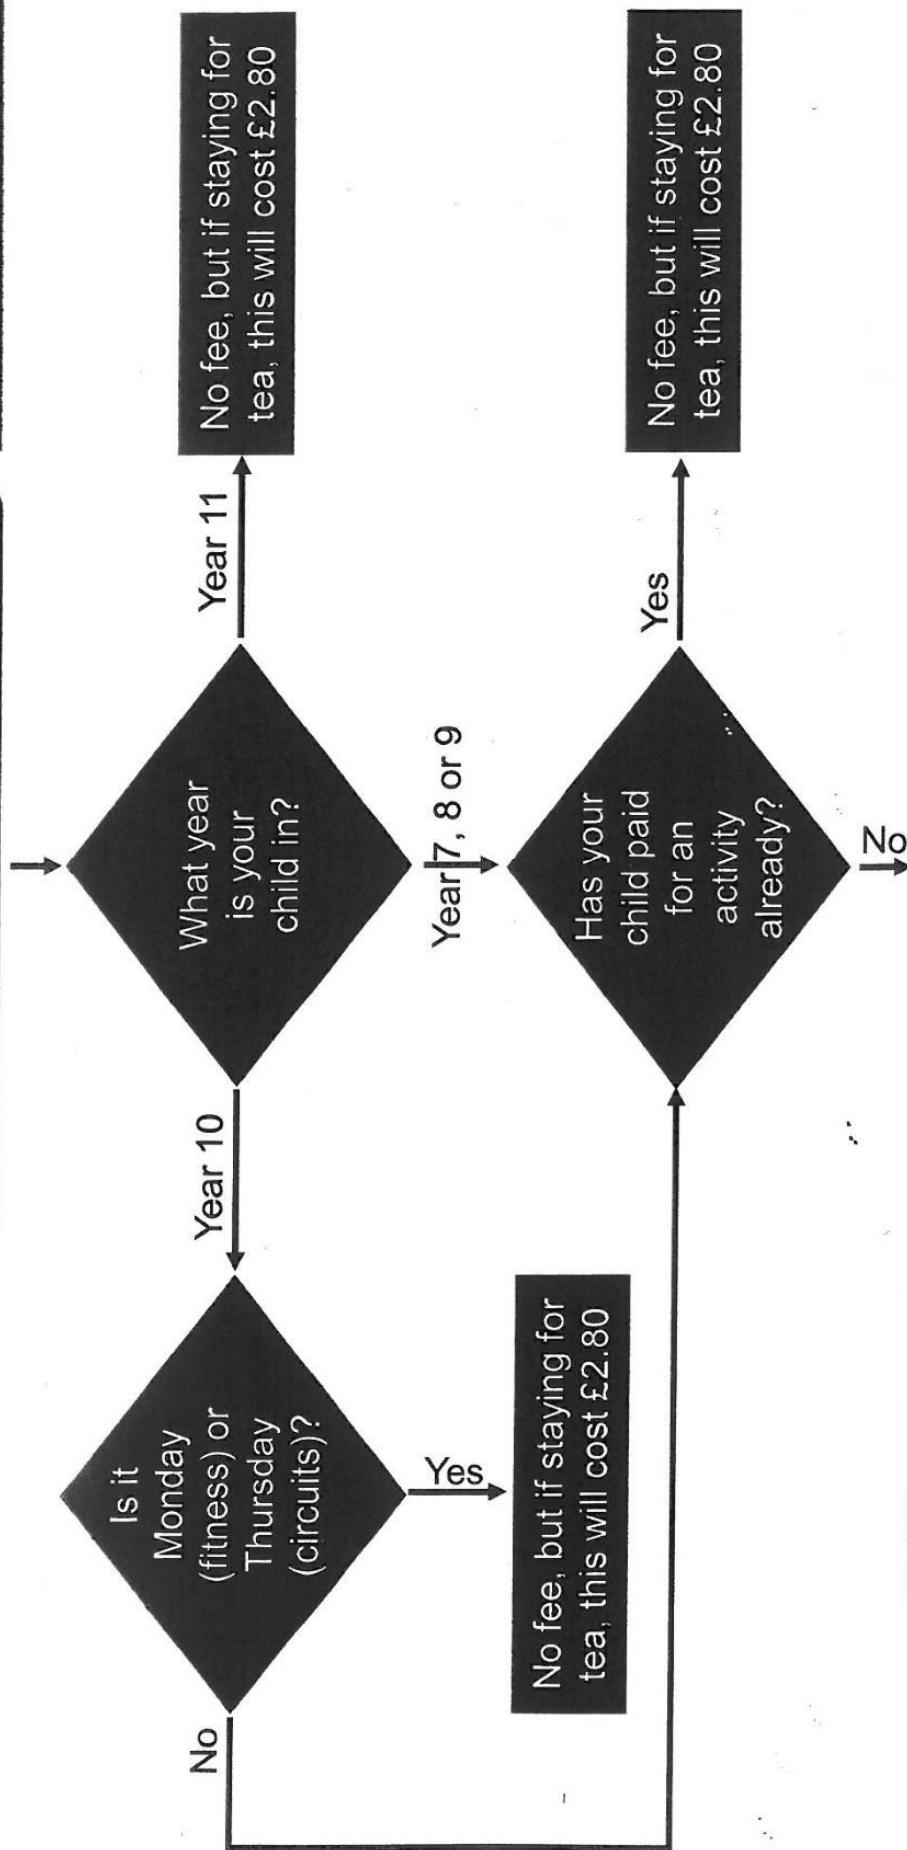 What year
is your
child in?
Year 11
No fee, but if staying for
tea, this will cost £2.80
Year 10
Is it
Monday
(fitness) or
Thursday
(circuits)?
Yes
No fee, but if staying for
tea, this will cost £2.80
No
Year 7, 8 or 9
Has your
child paid
for an
activity
already?
Yes
No fee, but if staying for
tea, this will cost £2.80
No